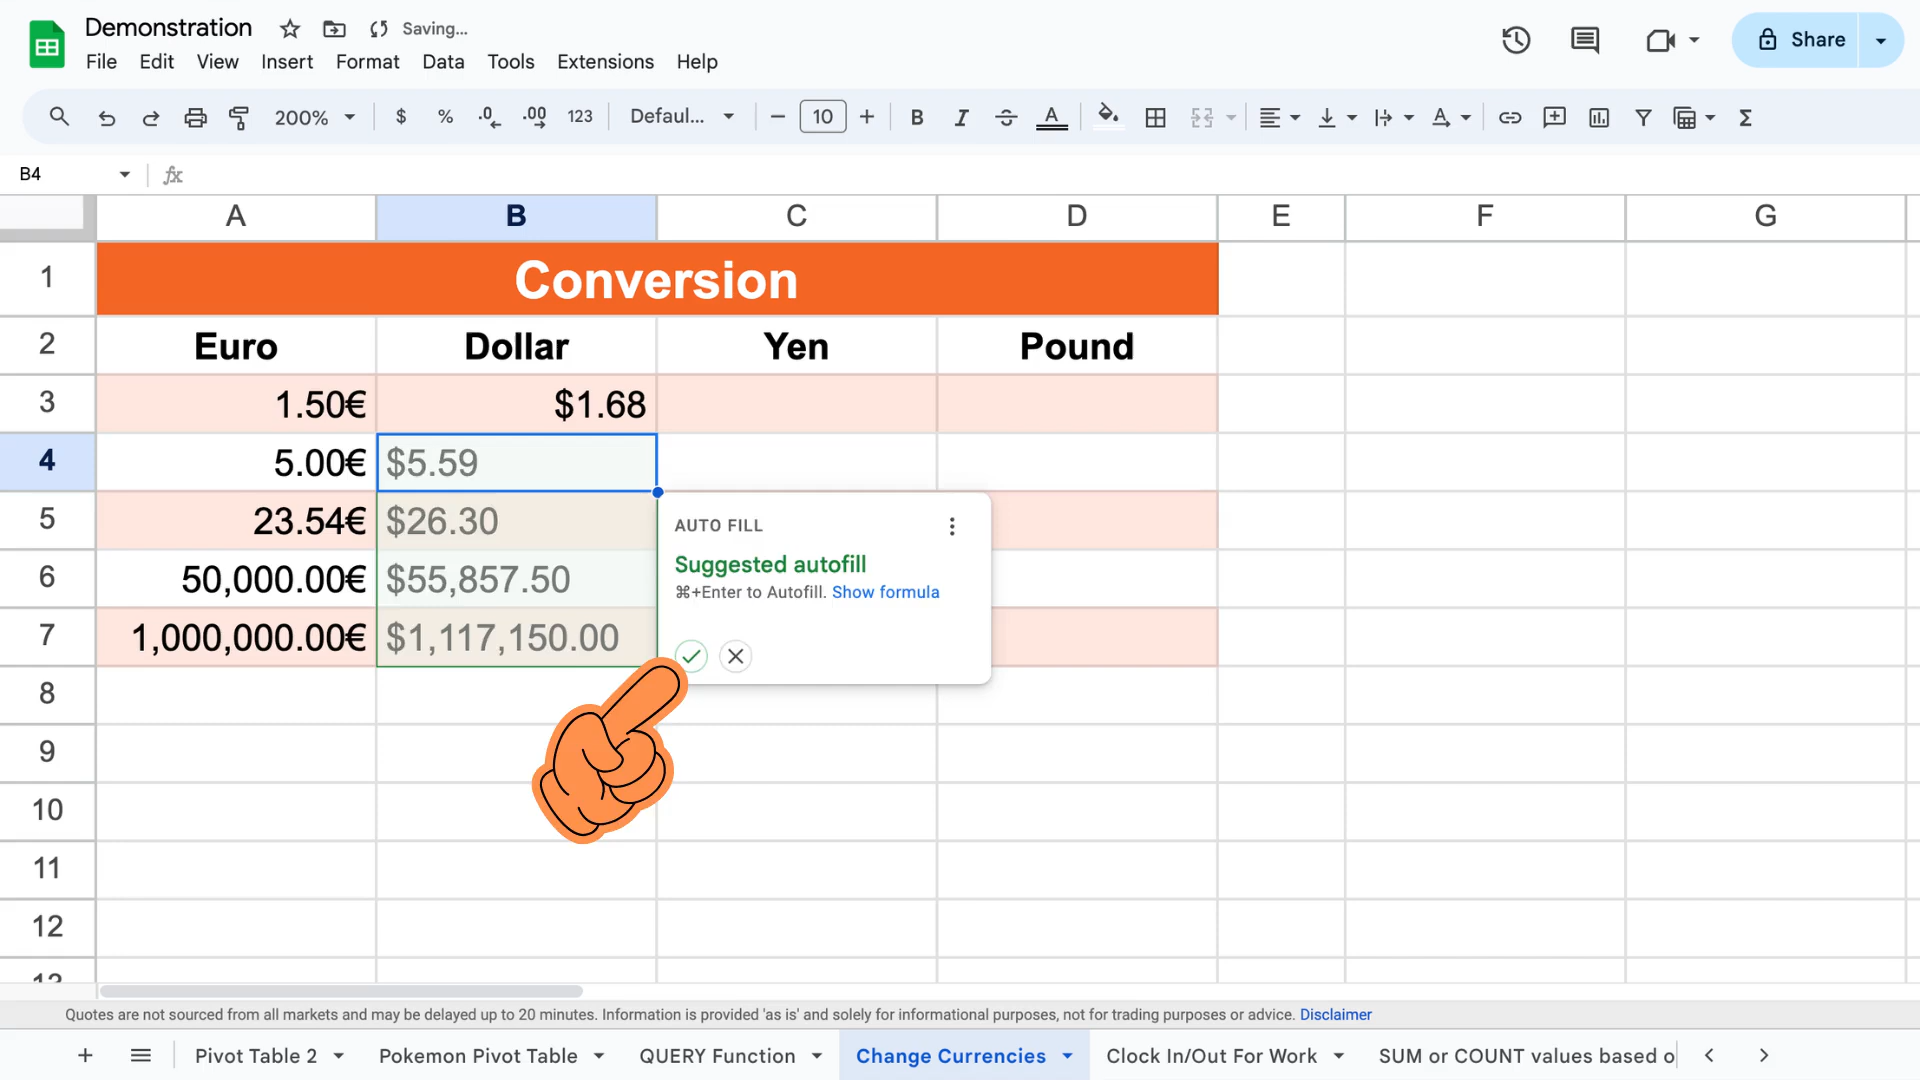 Demonstration Saving...
File Edit View Insert Format Data Tools Extensions Help
Share
200% $ % .0 .00 123 Defaul... 10 B I A A Σ
B4 fx
A B C D E F G
1 Conversion
2 Euro Dollar Yen Pound
3 1.50€ $1.68
4 5.00€ $5.59
5 23.54€ $26.30
6 50,000.00€ $55,857.50
7 1,000,000.00€ $1,117,150.00
AUTO FILL
Suggested autofill
⌘+Enter to Autofill. Show formula
8
9
10
11
12
Quotes are not sourced from all markets and may be delayed up to 20 minutes. Information is provided 'as is' and solely for informational purposes, not for trading purposes or advice. Disclaimer
Pivot Table 2 Pokemon Pivot Table QUERY Function Change Currencies Clock In/Out For Work SUM or COUNT values based o